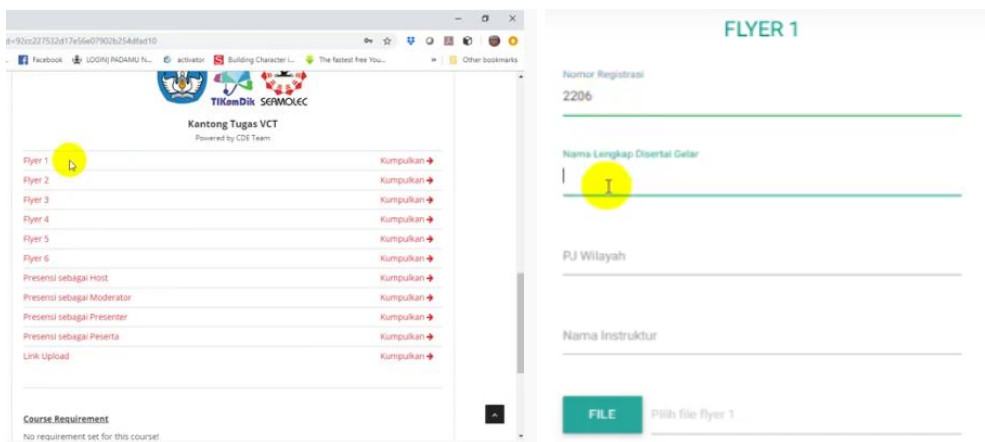 d=92cc227532d17e56e07902b254dfad10
Facebook LOGIN| PADAMU N... activator Building Character i... The fastest free You... » Other bookmarks
TIKomDik SEAMOLEC
Kantong Tugas VCT
Powered by CDE Team
Flyer 1 Kumpulkan
Flyer 2 Kumpulkan
Flyer 3 Kumpulkan
Flyer 4 Kumpulkan
Flyer 5 Kumpulkan
Flyer 6 Kumpulkan
Presensi sebagai Host Kumpulkan
Presensi sebagai Moderator Kumpulkan
Presensi sebagai Presenter Kumpulkan
Presensi sebagai Peserta Kumpulkan
Link Upload Kumpulkan
Course Requirement
No requirement set for this course!
FLYER 1
Nomor Registrasi
2206
Nama Lengkap Disertai Gelar
PJ Wilayah
Nama Instruktur
FILE Pilih file flyer 1